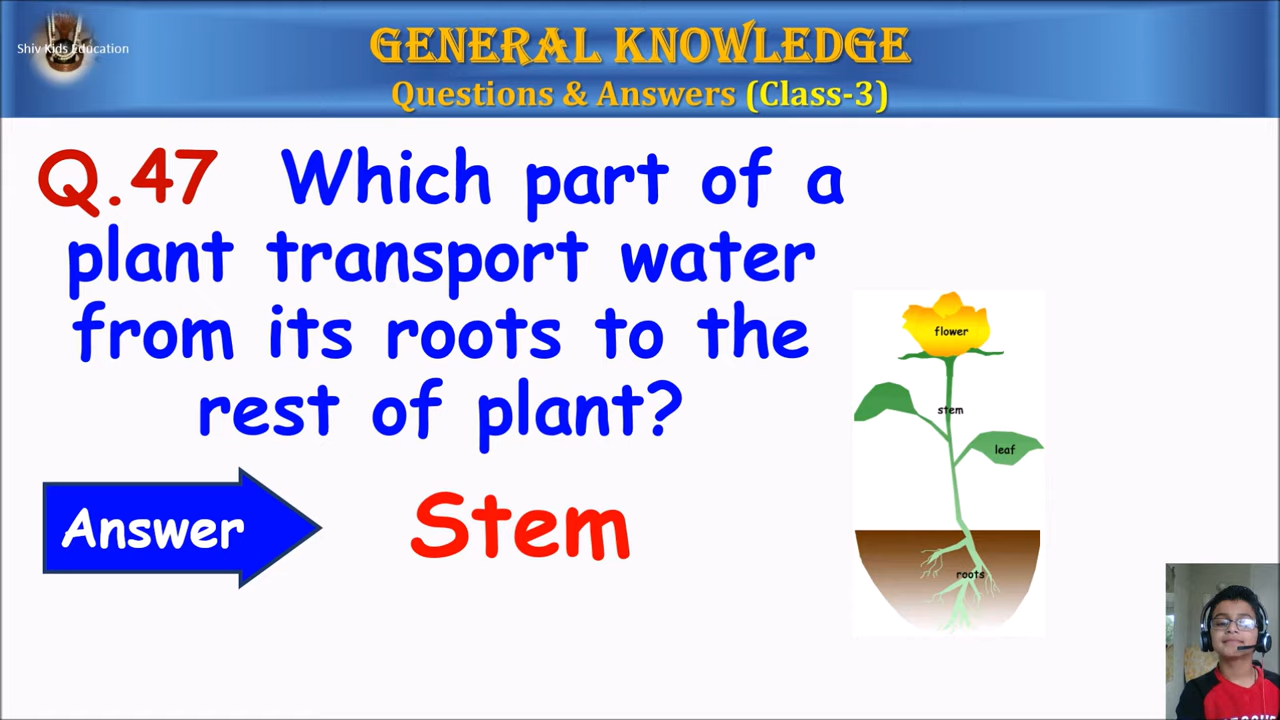 Shiv Kids Education
GENERAL KNOWLEDGE
Questions & Answers (Class-3)
Q.47 Which part of a
plant transport water
from its roots to the
rest of plant?
flower
stem
leaf
Answer
Stem
roots